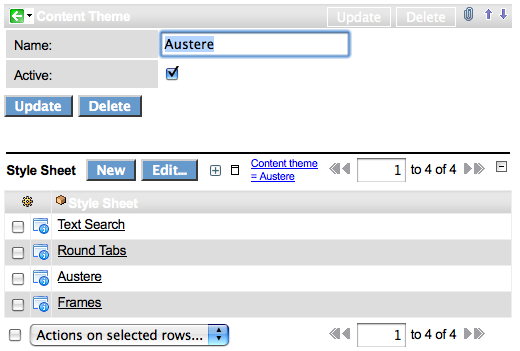 Content Theme Update Delete
Name: Austere
Active:
Update Delete
Style Sheet New Edit... Content theme
= Austere 1 to 4 of 4
Style Sheet
Text Search
Round Tabs
Austere
Frames
Actions on selected rows... 1 to 4 of 4